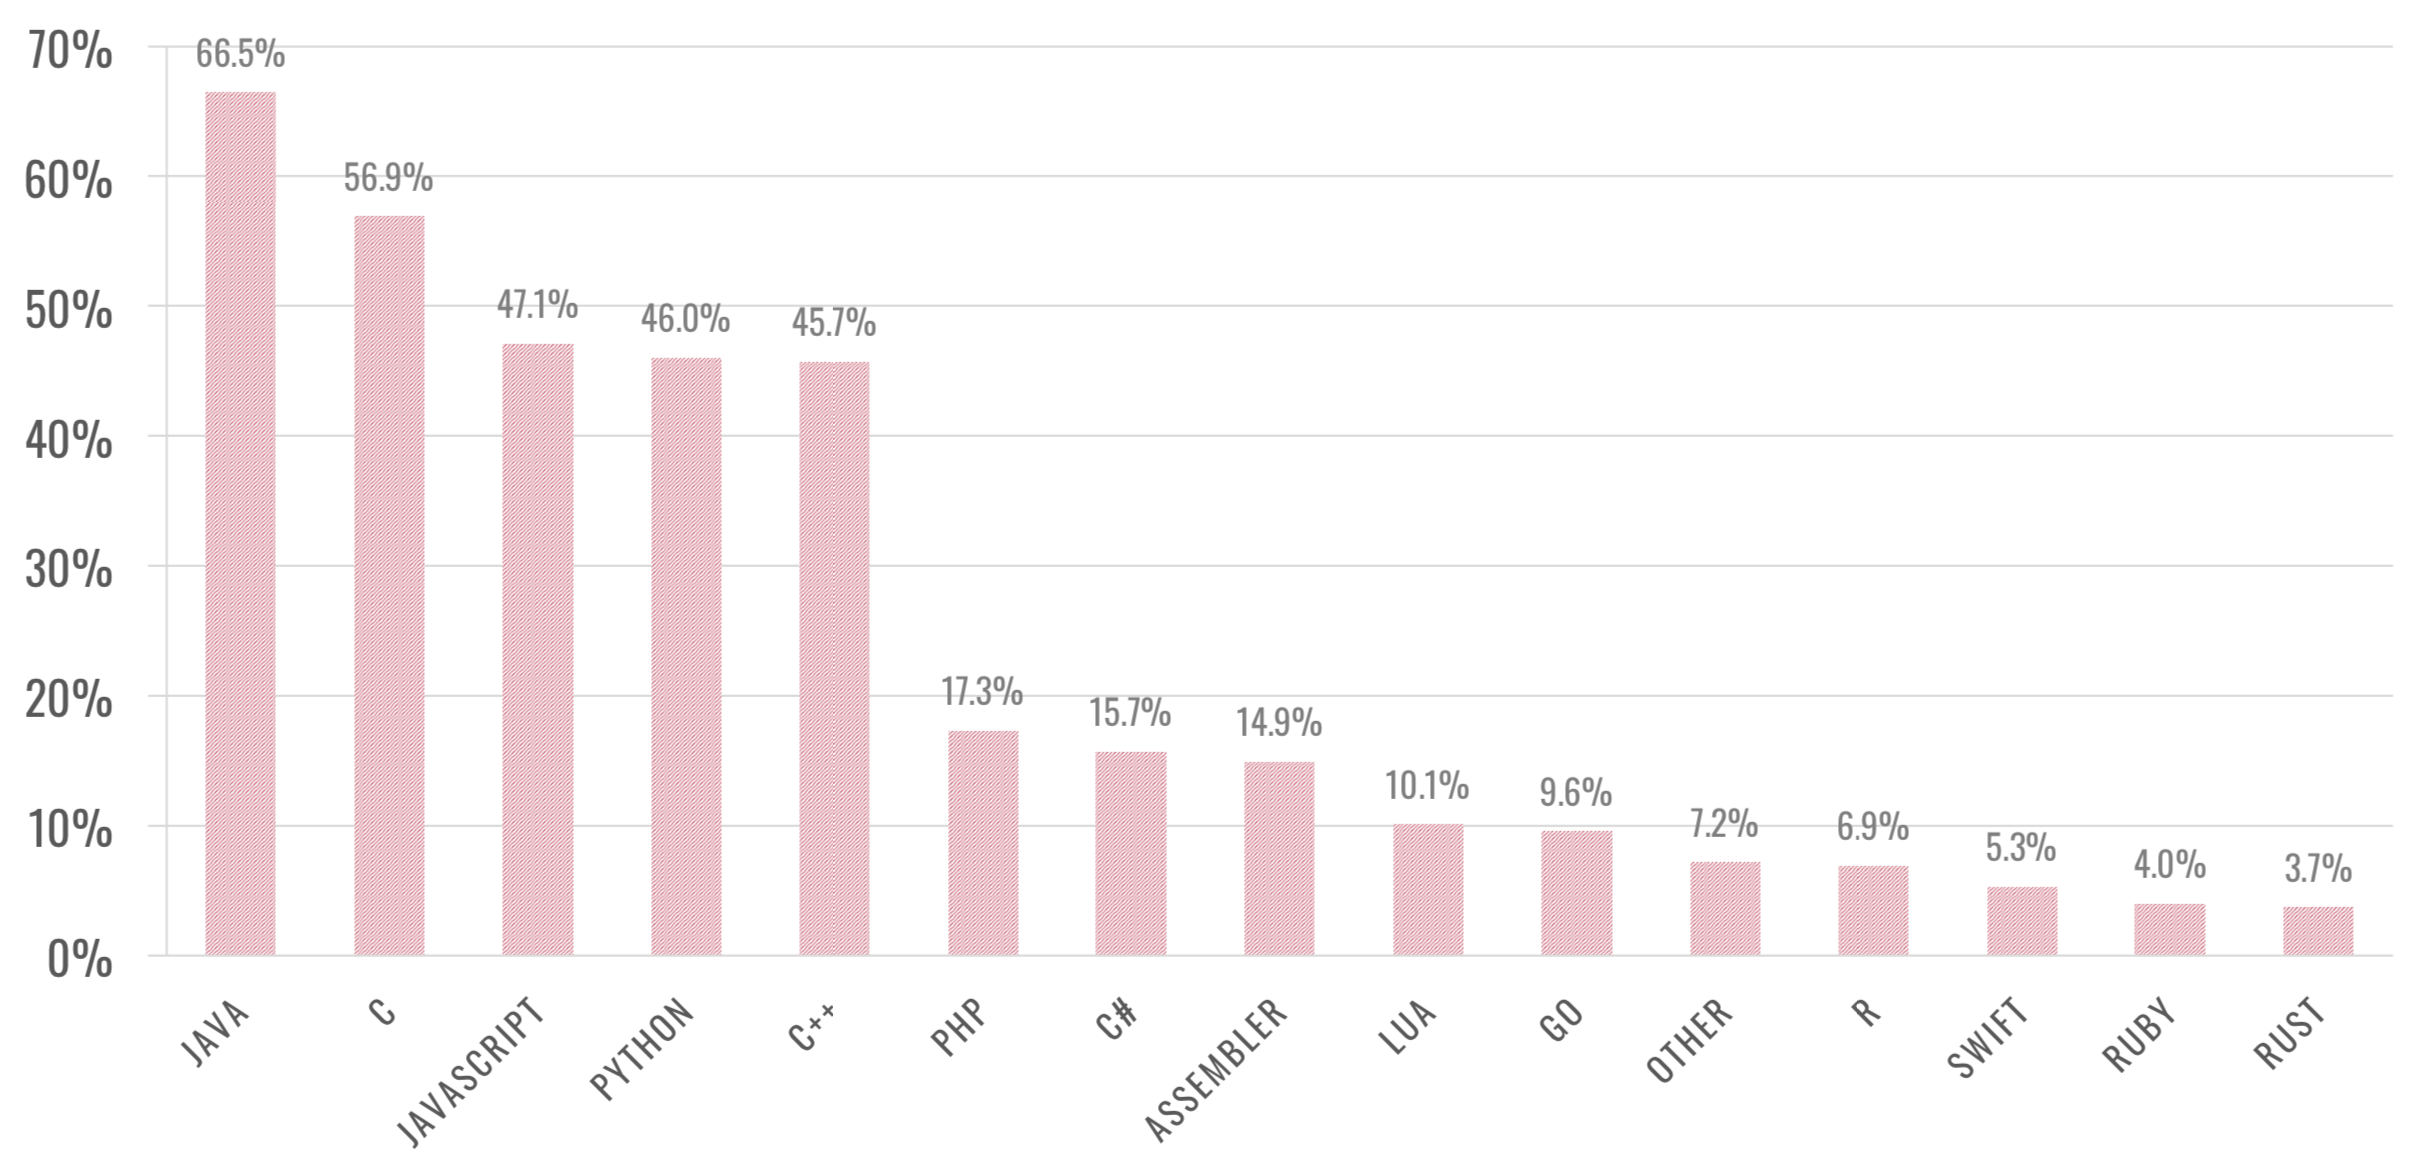 70%
60%
50%
40%
30%
20%
10%
0%
66.5%
56.9%
47.1%
46.0%
45.7%
17.3%
15.7%
14.9%
10.1%
9.6%
7.2%
6.9%
5.3%
4.0%
3.7%
JAVA
C
JAVASCRIPT
PYTHON
C++
PHP
C#
ASSEMBLER
LUA
GO
OTHER
R
SWIFT
RUBY
RUST